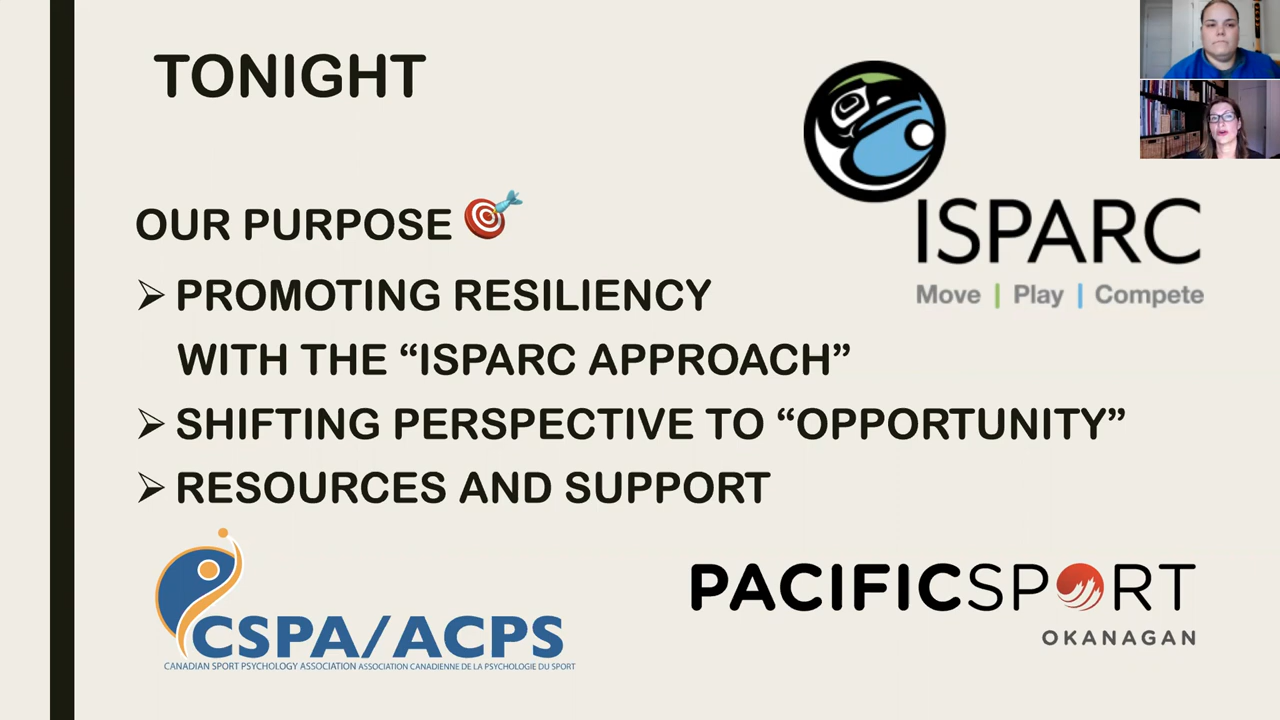 TONIGHT
ISPARC
Move | Play | Compete
OUR PURPOSE
➢ PROMOTING RESILIENCY
WITH THE “ISPARC APPROACH”
➢ SHIFTING PERSPECTIVE TO “OPPORTUNITY”
➢ RESOURCES AND SUPPORT
CSPA/ACPS
CANADIAN SPORT PSYCHOLOGY ASSOCIATION ASSOCIATION CANADIENNE DE LA PSYCHOLOGIE DU SPORT
PACIFICSPORT
OKANAGAN